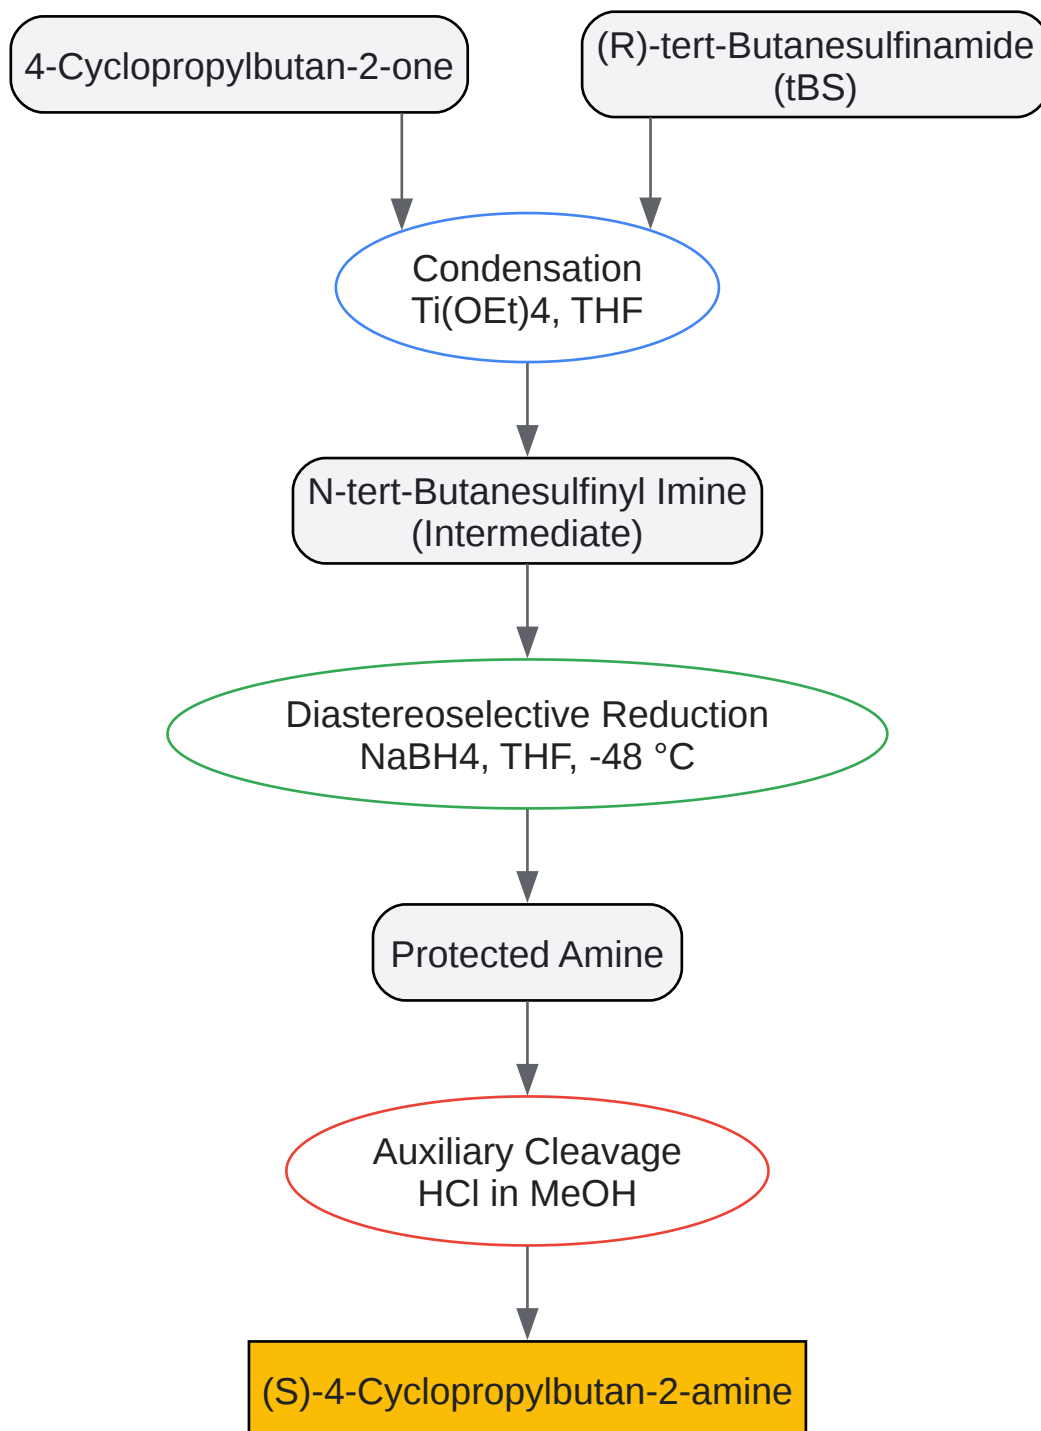 4-Cyclopropylbutan-2-one
(R)-tert-Butanesulfinamide
(tBS)
Condensation
Ti(OEt)4, THF
N-tert-Butanesulfinyl Imine
(Intermediate)
Diastereoselective Reduction
NaBH4, THF, -48 °C
Protected Amine
Auxiliary Cleavage
HCl in MeOH
(S)-4-Cyclopropylbutan-2-amine